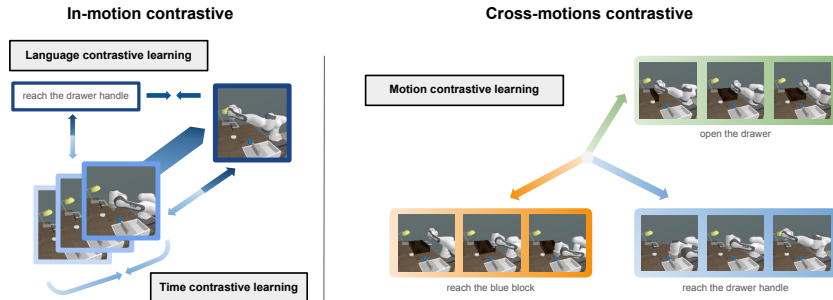 In-motion contrastive
Cross-motions contrastive
Language contrastive learning
reach the drawer handle
Time contrastive learning
Motion contrastive learning
open the drawer
reach the blue block
reach the drawer handle